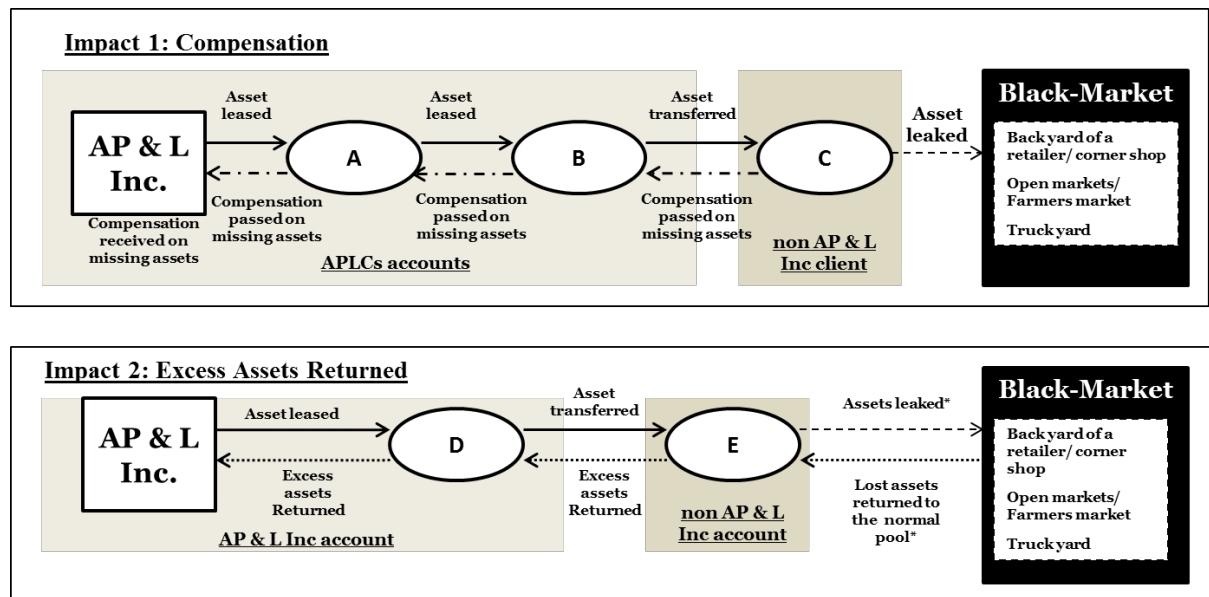 Impact 1: Compensation
AP & L
Inc.
Asset
leased
A
Asset
leased
B
Asset
transferred
C
Asset
leaked
Compensation
received on
missing assets
Compensation
passed on
missing assets
Compensation
passed on
missing assets
Compensation
passed on
missing assets
APLCs accounts
non AP & L
Inc client
Black-Market
Back yard of a
retailer/ corner shop
Open markets/
Farmers market
Truck yard
Impact 2: Excess Assets Returned
AP & L
Inc.
Asset leased
D
Asset
transferred
E
Assets leaked*
Excess
assets
Returned
Excess
assets
Returned
Lost assets
returned to
the normal
pool*
AP & L Inc account
non AP & L
Inc account
Black-Market
Back yard of a
retailer/ corner
shop
Open markets/
Farmers market
Truck yard